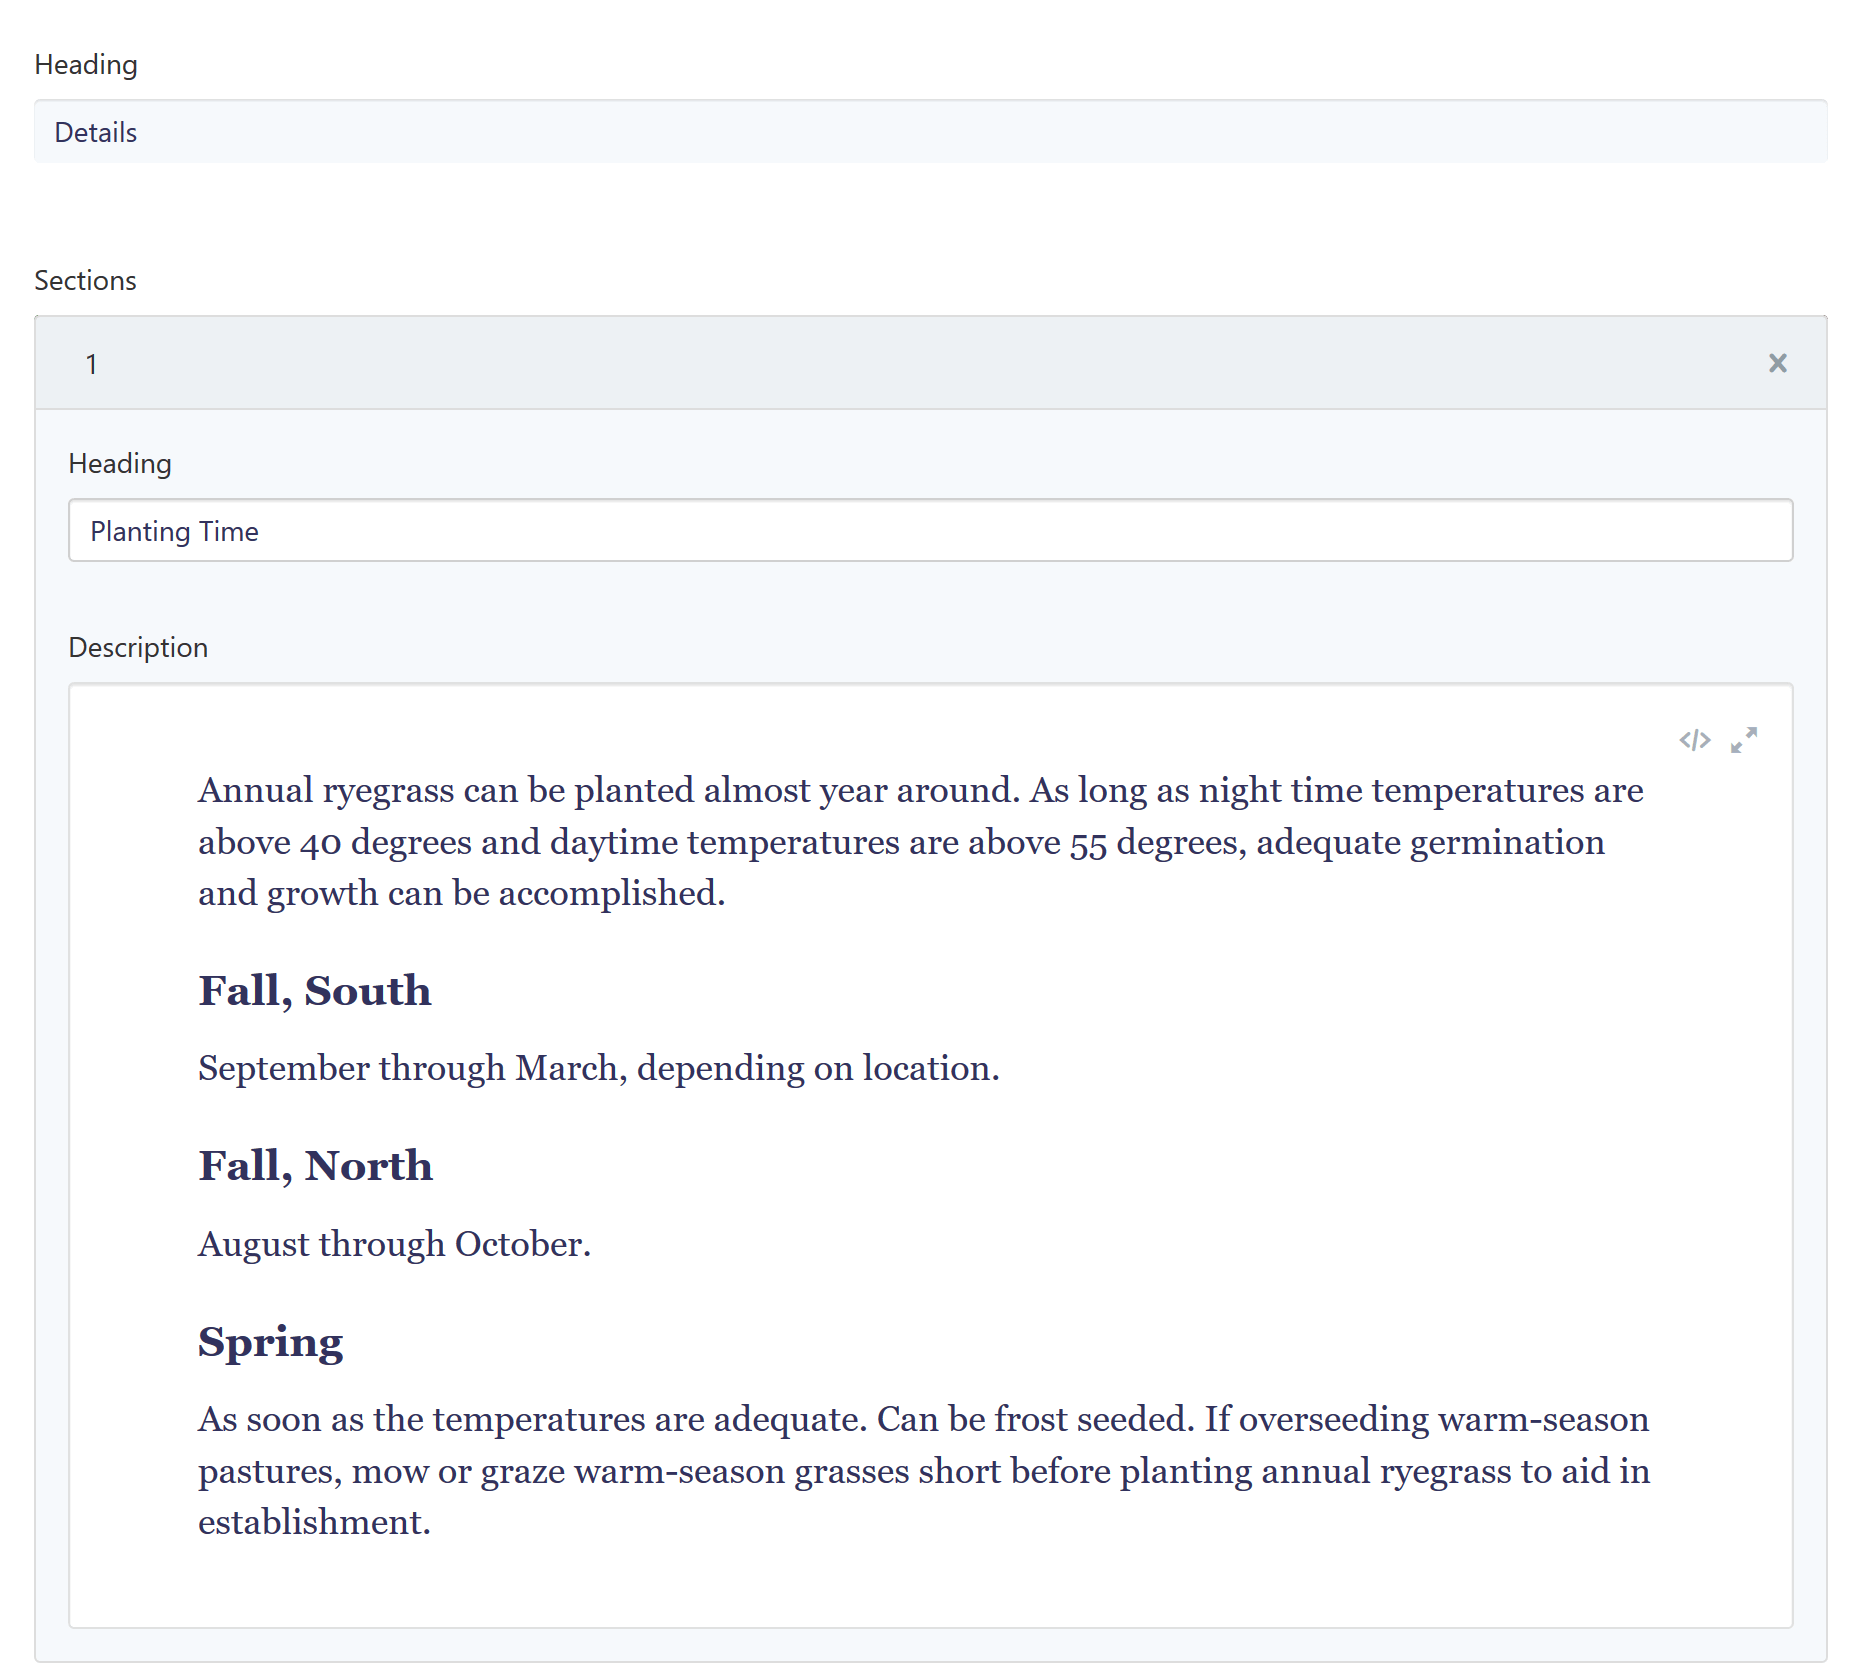 Heading
Details
Sections
1
Heading
Planting Time
Description
Annual ryegrass can be planted almost year around. As long as night time temperatures are
above 40 degrees and daytime temperatures are above 55 degrees, adequate germination
and growth can be accomplished.
Fall, South
September through March, depending on location.
Fall, North
August through October.
Spring
As soon as the temperatures are adequate. Can be frost seeded. If overseeding warm-season
pastures, mow or graze warm-season grasses short before planting annual ryegrass to aid in
establishment.